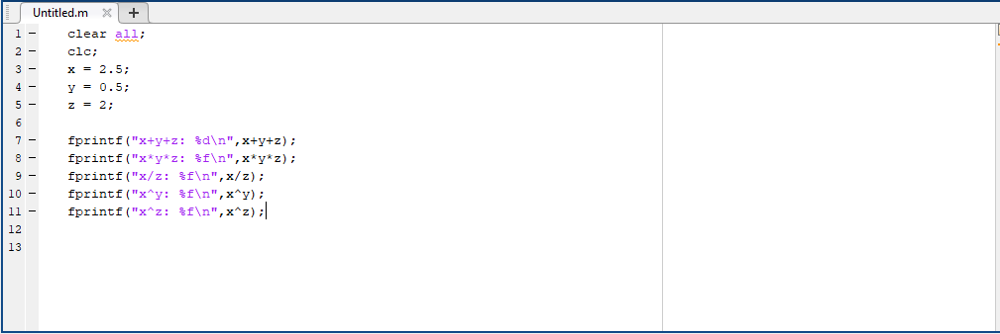 Untitled.m × +
1 – clear all;
2 – clc;
3 – x = 2.5;
4 – y = 0.5;
5 – z = 2;
6
7 – fprintf("x+y+z: %d\n",x+y+z);
8 – fprintf("x*y*z: %f\n",x*y*z);
9 – fprintf("x/z: %f\n",x/z);
10 – fprintf("x^y: %f\n",x^y);
11 – fprintf("x^z: %f\n",x^z);
12
13